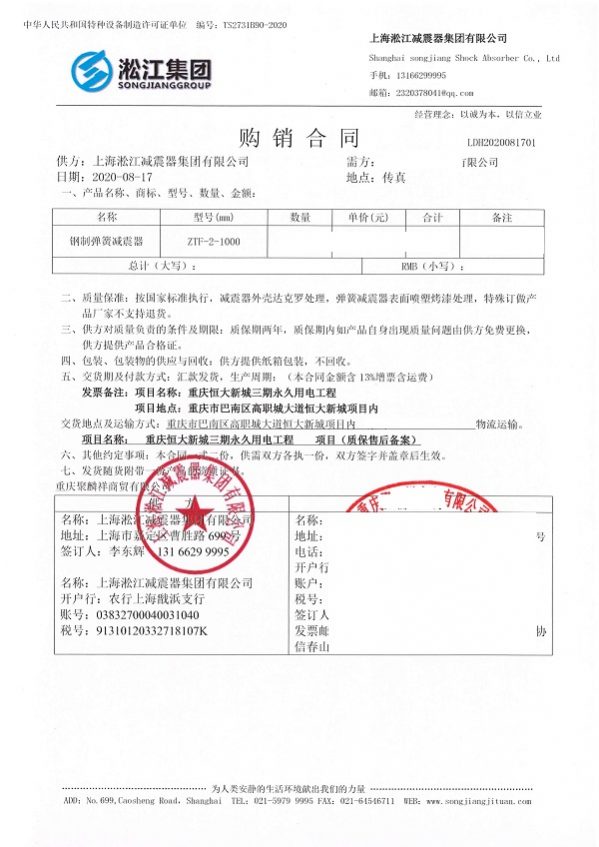 中华人民共和国特种设备制造许可证单位 编号：TS2731B90-2020
上海淞江减震器集团有限公司
Shanghai songjiang Shock Absorber Co., Ltd
手机：13166299995
邮箱：2320378041@qq.com
淞江集团
SONGJIANGGROUP
经营理念：以诚为本，以信立业
购销合同
LDH2020081701
供方：上海淞江减震器集团有限公司 需方： 有限公司
日期：2020-08-17 地点：传真
一、产品名称、商标、型号、数量、金额：
名称 型号(mm) 数量 单价(元) 合计 备注
钢制弹簧减震器 ZTF-2-1000
总计（大写）： RMB（小写）：
二、质量保准：按国家标准执行，减震器外壳达克罗处理，弹簧减震器表面喷塑烤漆处理，特殊订做产
品厂家不支持退货。
三、供方对质量负责的条件及期限：质保期两年，质保期内如产品自身出现质量问题由供方免费更换，
供方提供产品合格证。
四、包装、包装物的供应与回收：供方提供纸箱包装，不回收。
五、交货期及付款方式：汇款发货，生产周期：（本合同金额含 13%增票含运费）
发票备注：项目名称：重庆恒大新城三期永久用电工程
项目地点：重庆市巴南区高职城大道恒大新城项目内
交货地点及运输方式：重庆市巴南区高职城大道恒大新城项目内 物流运输。
项目名称： 重庆恒大新城三期永久用电工程 项目（质保售后备案）
六、其他约定事项：本合同一式二份，供需双方各执一份，双方签字并盖章后生效。
七、发货随货附带
重庆聚麟祥商贸有限公
名称：上海淞江减震器集团有限公司
地址：上海市嘉定区曹胜路 699 号
签订人：李东辉 131 6629 9995
名称：上海淞江减震器集团有限公司
开户行：农行上海戬浜支行
账号：03832700040031040
税号：91310120332718107K
重庆 有限公司
名称：
地址： 号
电话：
开户行
账户：
税号：
签订人
发票邮 协
信春山
为人类安静的生活环境献出我们的力量
ADD: No.699,Caosheng Road, Shanghai TEL: 021-5979 9995 FAX: 021-64546711 WEB: www.songjiangjituan.com